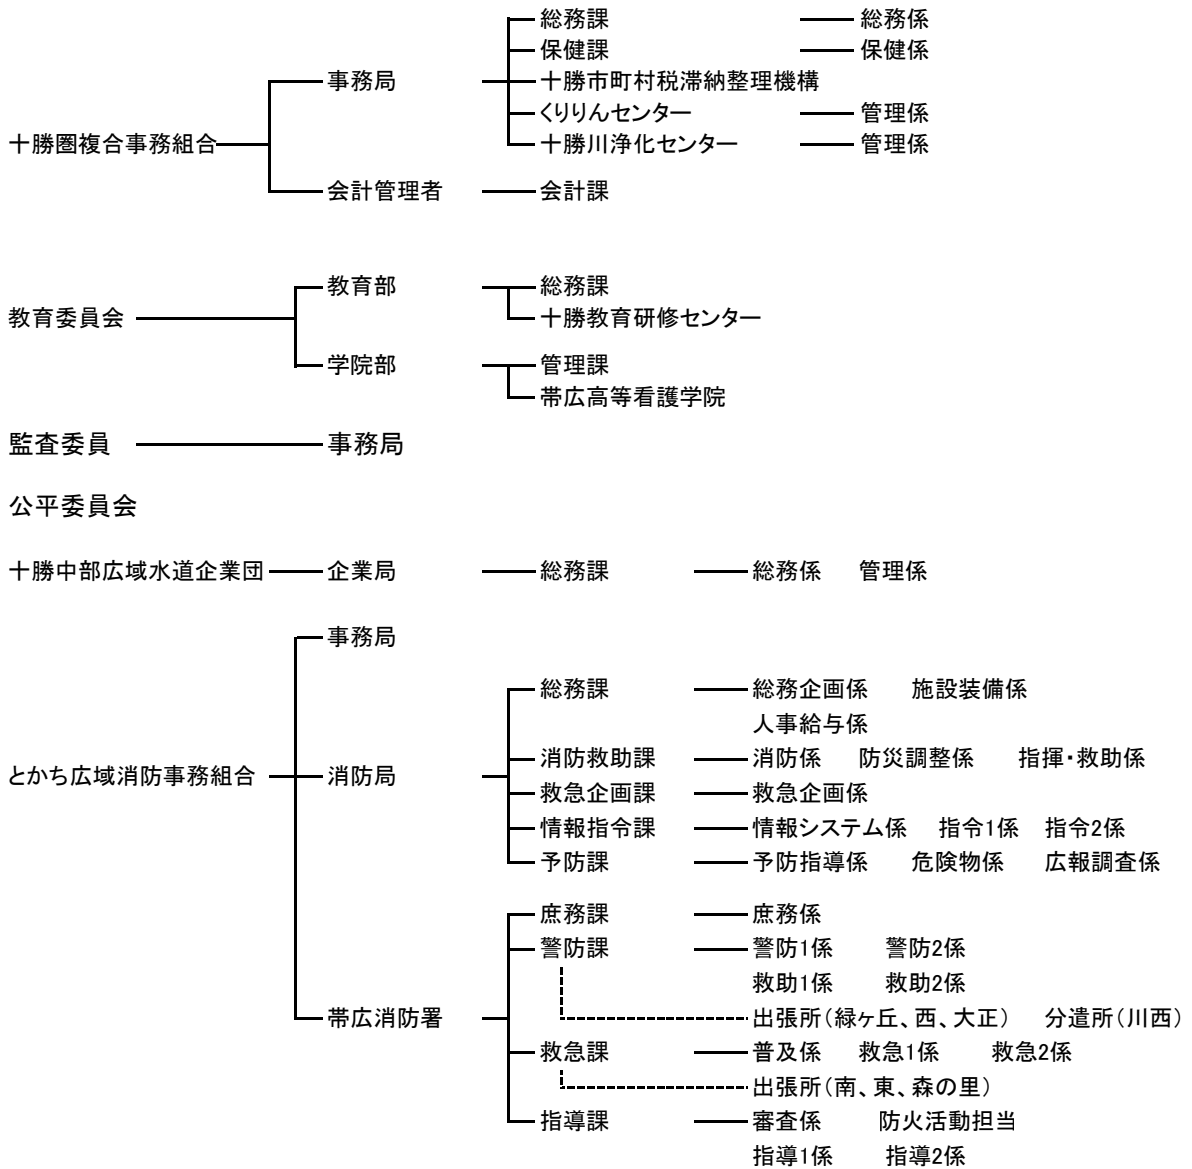 総務課 総務係
保健課 保健係
事務局 十勝市町村税滞納整理機構
くりりんセンター 管理係
十勝圏複合事務組合 十勝川浄化センター 管理係
会計管理者 会計課
教育部 総務課
教育委員会 十勝教育研修センター
学院部 管理課
帯広高等看護学院
監査委員 事務局
公平委員会
十勝中部広域水道企業団 企業局 総務課 総務係 管理係
事務局
総務課 総務企画係 施設装備係
人事給与係
消防救助課 消防係 防災調整係 指揮・救助係
とかち広域消防事務組合 消防局
救急企画課 救急企画係
情報指令課 情報システム係 指令1係 指令2係
予防課 予防指導係 危険物係 広報調査係
庶務課 庶務係
警防課 警防1係 警防2係
救助1係 救助2係
帯広消防署 出張所(緑ヶ丘、西、大正) 分遣所(川西)
救急課 普及係 救急1係 救急2係
出張所(南、東、森の里)
指導課 審査係 防火活動担当
指導1係 指導2係